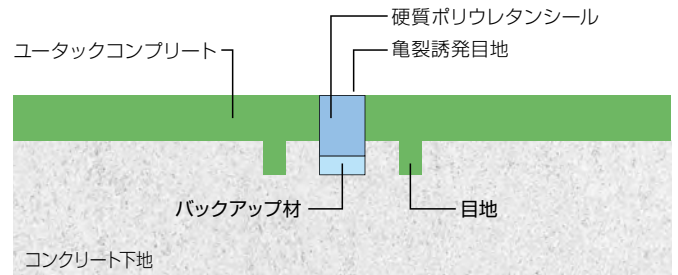 硬質ポリウレタンシール
ユータックコンプリート
亀裂誘発目地
バックアップ材
目地
コンクリート下地